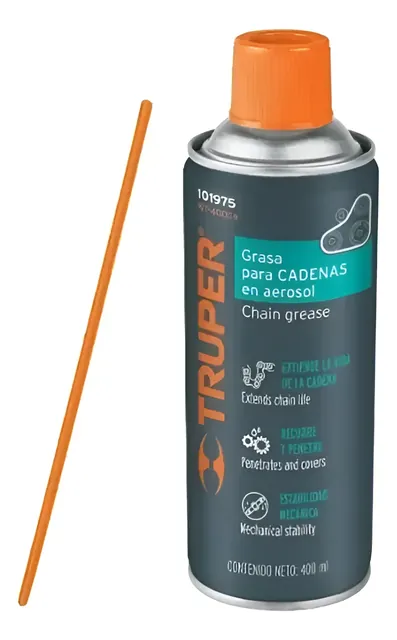 101975
TRUPER®
Grasa
para CADENAS
en aerosol
Chain grease
EXTIENDE LA VIDA
DE LA CADENA
Extends chain life
RECUBRE
Y PENETRA
Penetrates and covers
ESTABILIDAD
MECÁNICA
Mechanical stability
CONTENIDO NETO: 400 ml